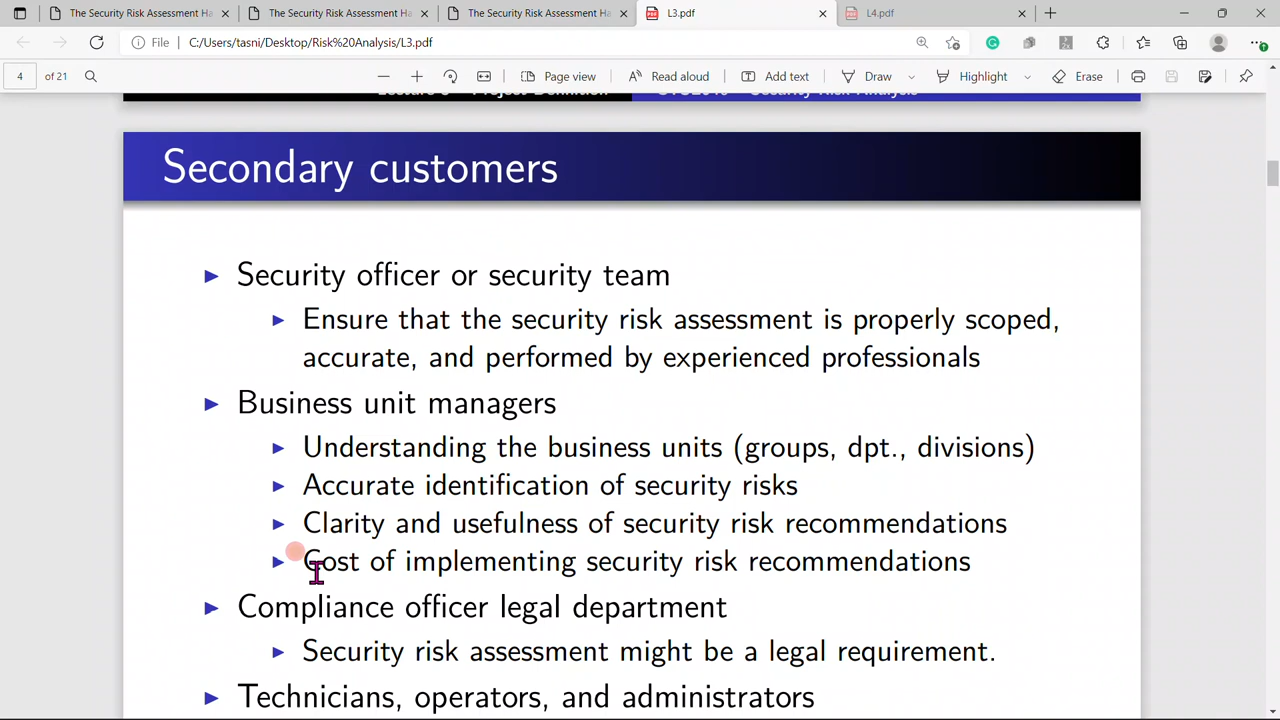 The Security Risk Assessment Ha
The Security Risk Assessment Ha
The Security Risk Assessment Ha
L3.pdf
L4.pdf
File
C:/Users/tasni/Desktop/Risk%20Analysis/L3.pdf
4 of 21
Page view
Read aloud
Add text
Draw
Highlight
Erase
Secondary customers
Security officer or security team
Ensure that the security risk assessment is properly scoped,
accurate, and performed by experienced professionals
Business unit managers
Understanding the business units (groups, dpt., divisions)
Accurate identification of security risks
Clarity and usefulness of security risk recommendations
Cost of implementing security risk recommendations
Compliance officer legal department
Security risk assessment might be a legal requirement.
Technicians, operators, and administrators